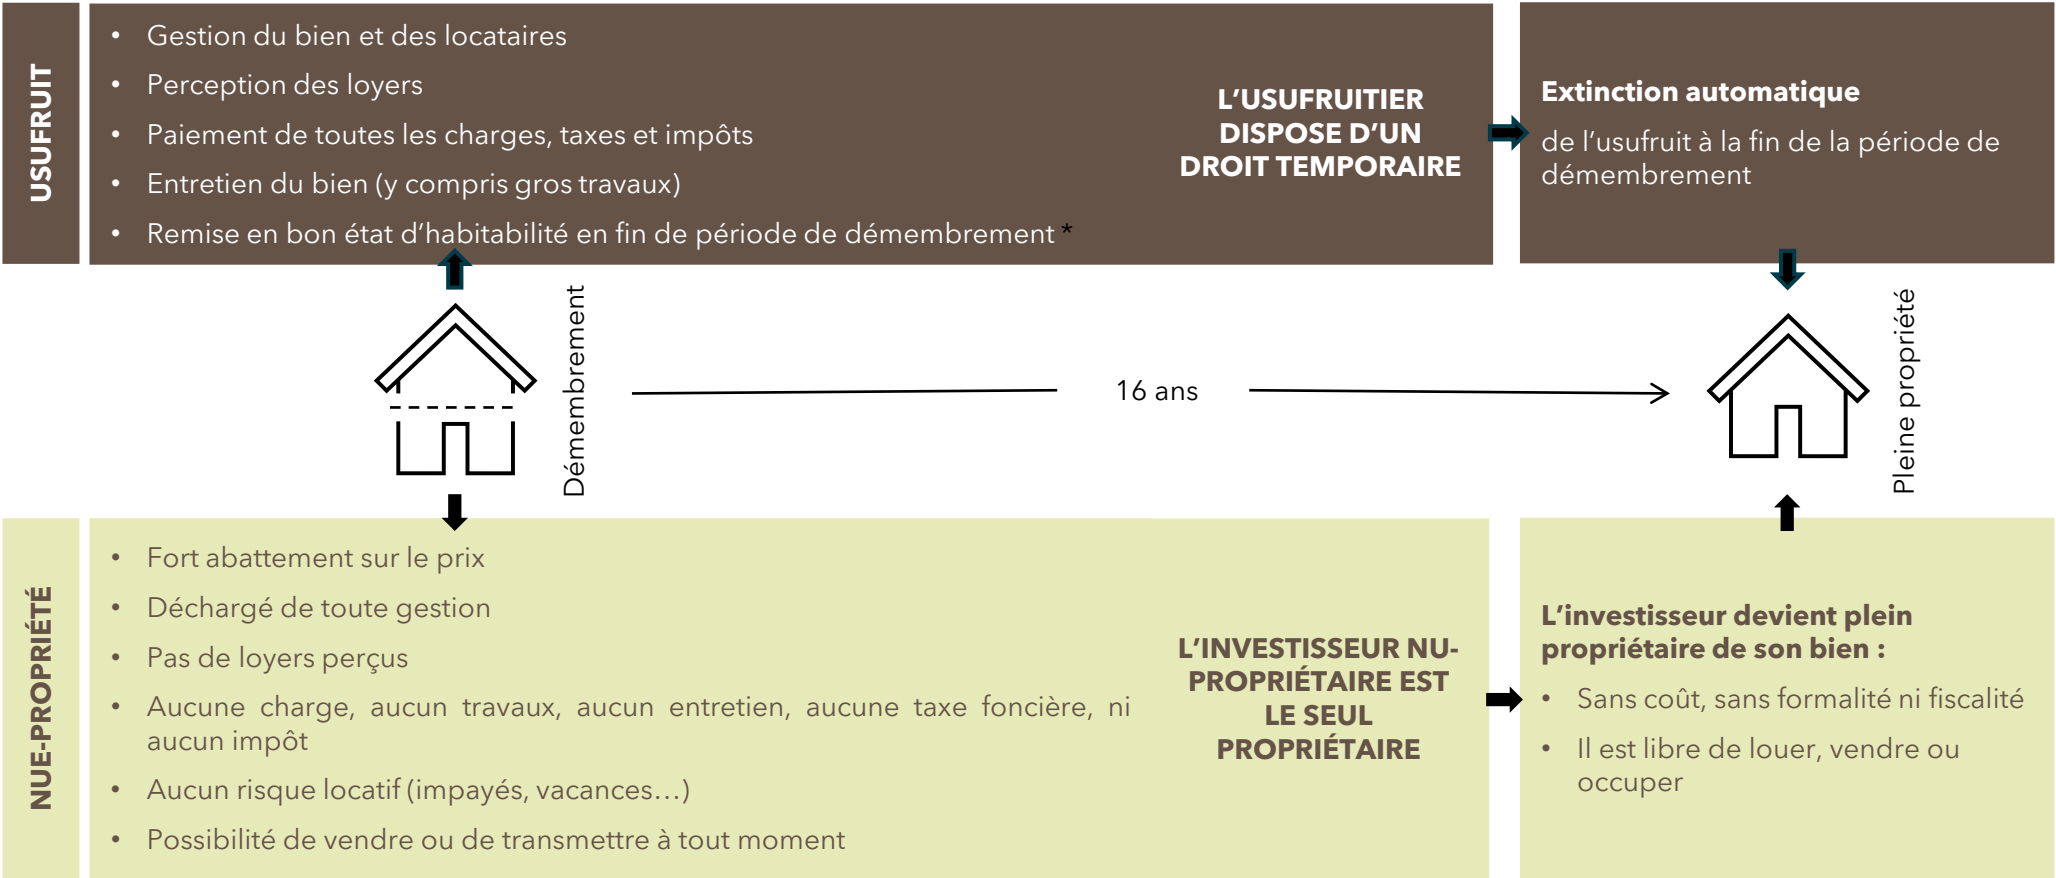 USUFRUIT
• Gestion du bien et des locataires
• Perception des loyers
• Paiement de toutes les charges, taxes et impôts
• Entretien du bien (y compris gros travaux)
• Remise en bon état d’habitabilité en fin de période de démembrement *
L’USUFRUITIER
DISPOSE D’UN
DROIT TEMPORAIRE
Extinction automatique
de l’usufruit à la fin de la période de
démembrement
Démembrement
16 ans
Pleine propriété
NUE-PROPRIÉTÉ
• Fort abattement sur le prix
• Déchargé de toute gestion
• Pas de loyers perçus
• Aucune charge, aucun travaux, aucun entretien, aucune taxe foncière, ni
aucun impôt
• Aucun risque locatif (impayés, vacances…)
• Possibilité de vendre ou de transmettre à tout moment
L’INVESTISSEUR NU-
PROPRIÉTAIRE EST
LE SEUL
PROPRIÉTAIRE
L’investisseur devient plein
propriétaire de son bien :
• Sans coût, sans formalité ni fiscalité
• Il est libre de louer, vendre ou
occuper